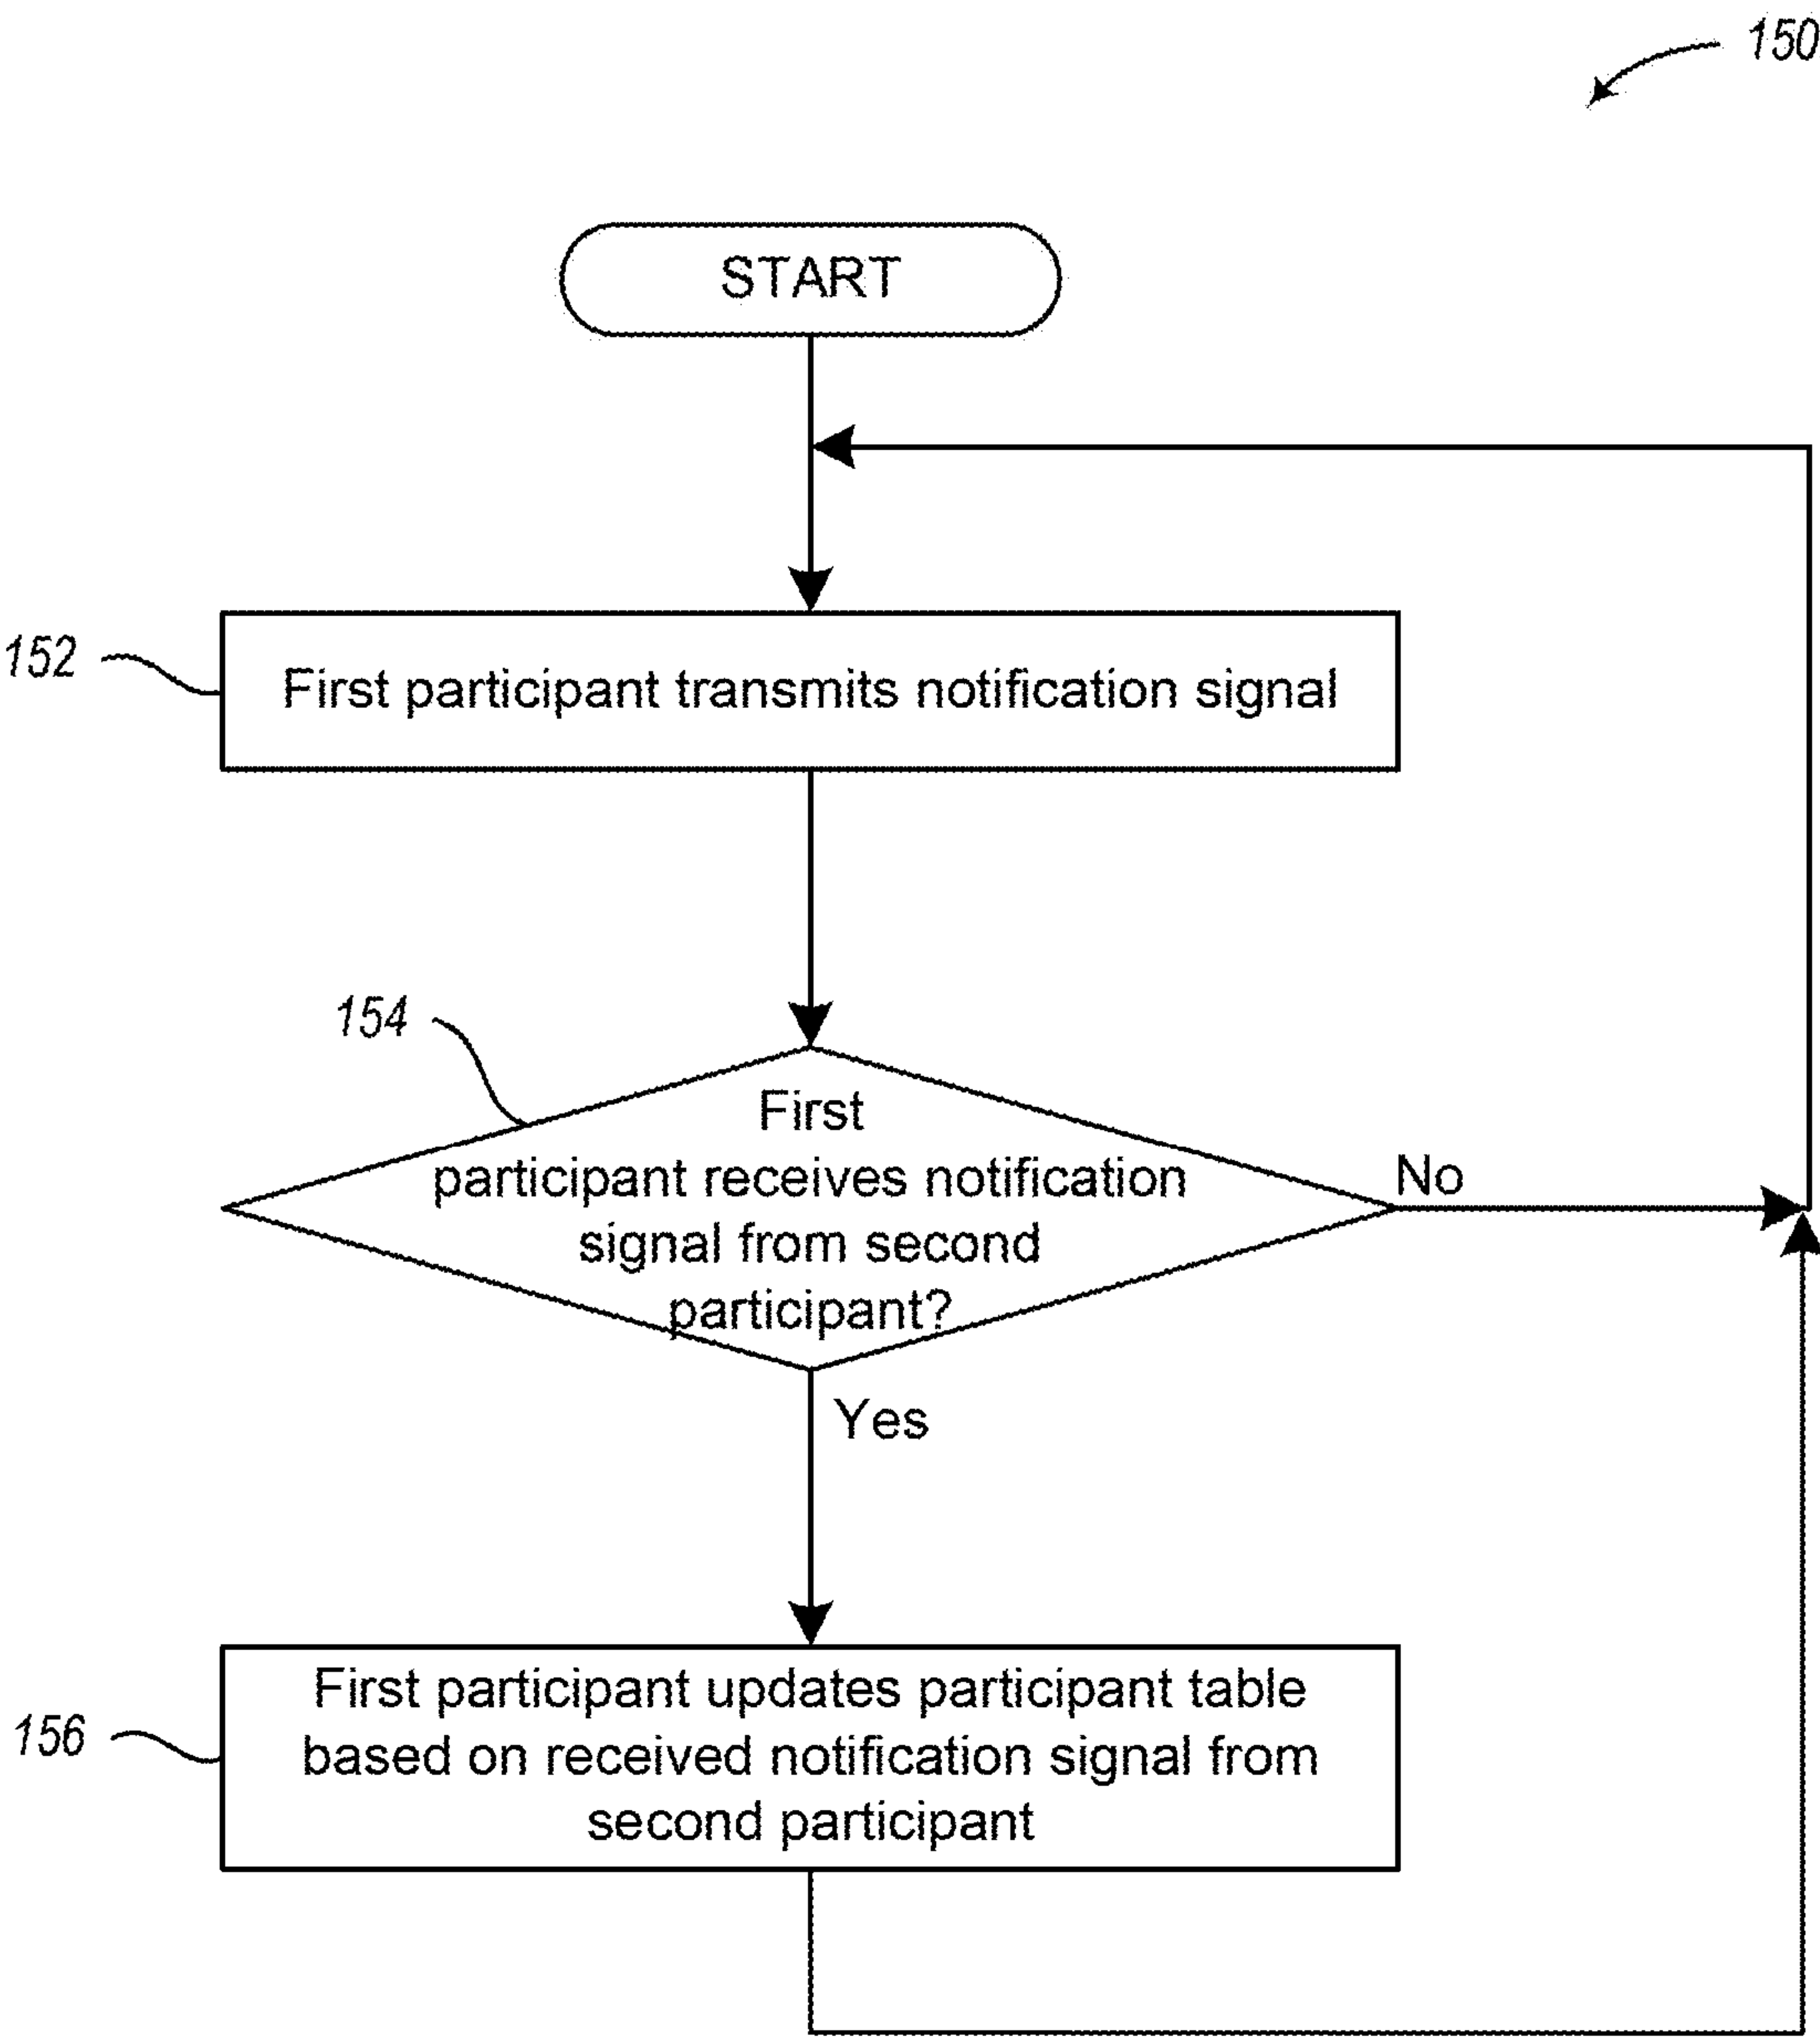 150
START
152
First participant transmits notification signal
154
First
participant receives notification
signal from second
participant?
No
Yes
156
First participant updates participant table
based on received notification signal from
second participant